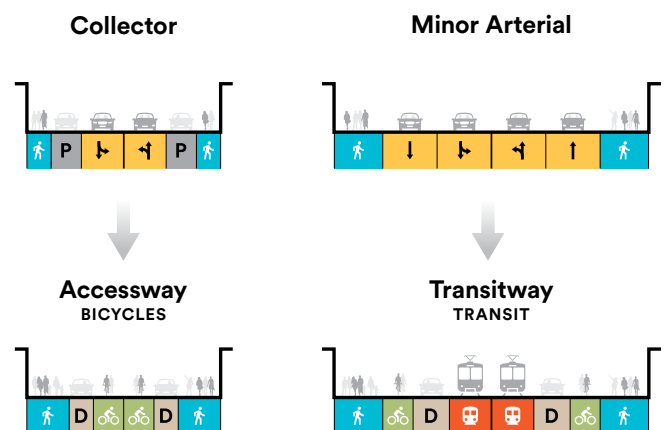 Collector
Minor Arterial
P P
Accessway
BICYCLES
Transitway
TRANSIT
D D
D D